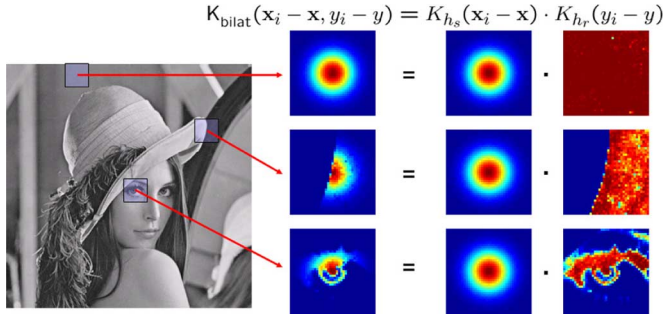 K_bilat(x_i − x, y_i − y) = K_{h_s}(x_i − x) · K_{h_r}(y_i − y)
= ·
= ·
= ·